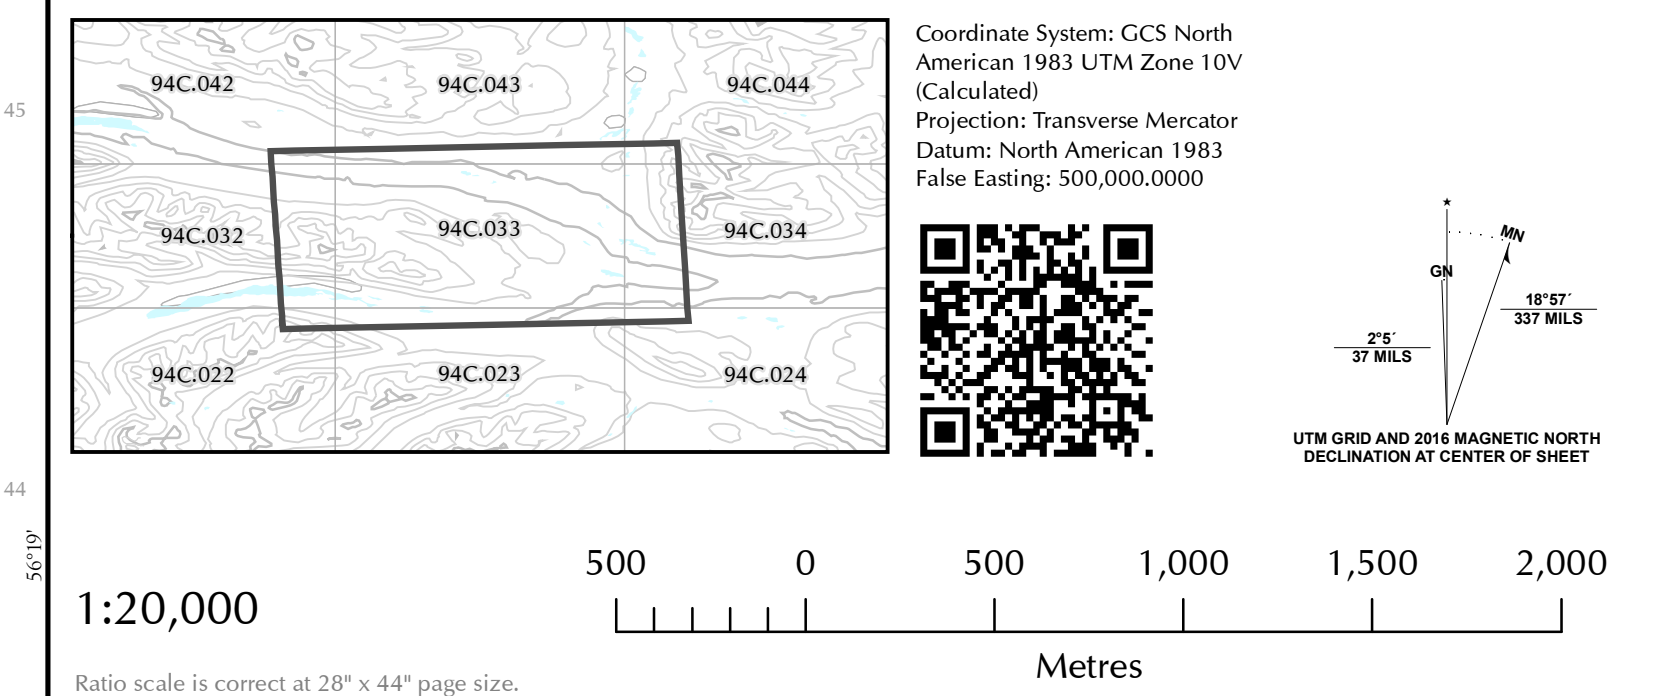 94C.042 94C.043 94C.044
94C.032 94C.033 94C.034
94C.022 94C.023 94C.024
45
44
56°19'
Coordinate System: GCS North
American 1983 UTM Zone 10V
(Calculated)
Projection: Transverse Mercator
Datum: North American 1983
False Easting: 500,000.0000
MN
GN
18°57´
337 MILS
2°5´
37 MILS
UTM GRID AND 2016 MAGNETIC NORTH
DECLINATION AT CENTER OF SHEET
1:20,000
500 0 500 1,000 1,500 2,000
Metres
Ratio scale is correct at 28" x 44" page size.